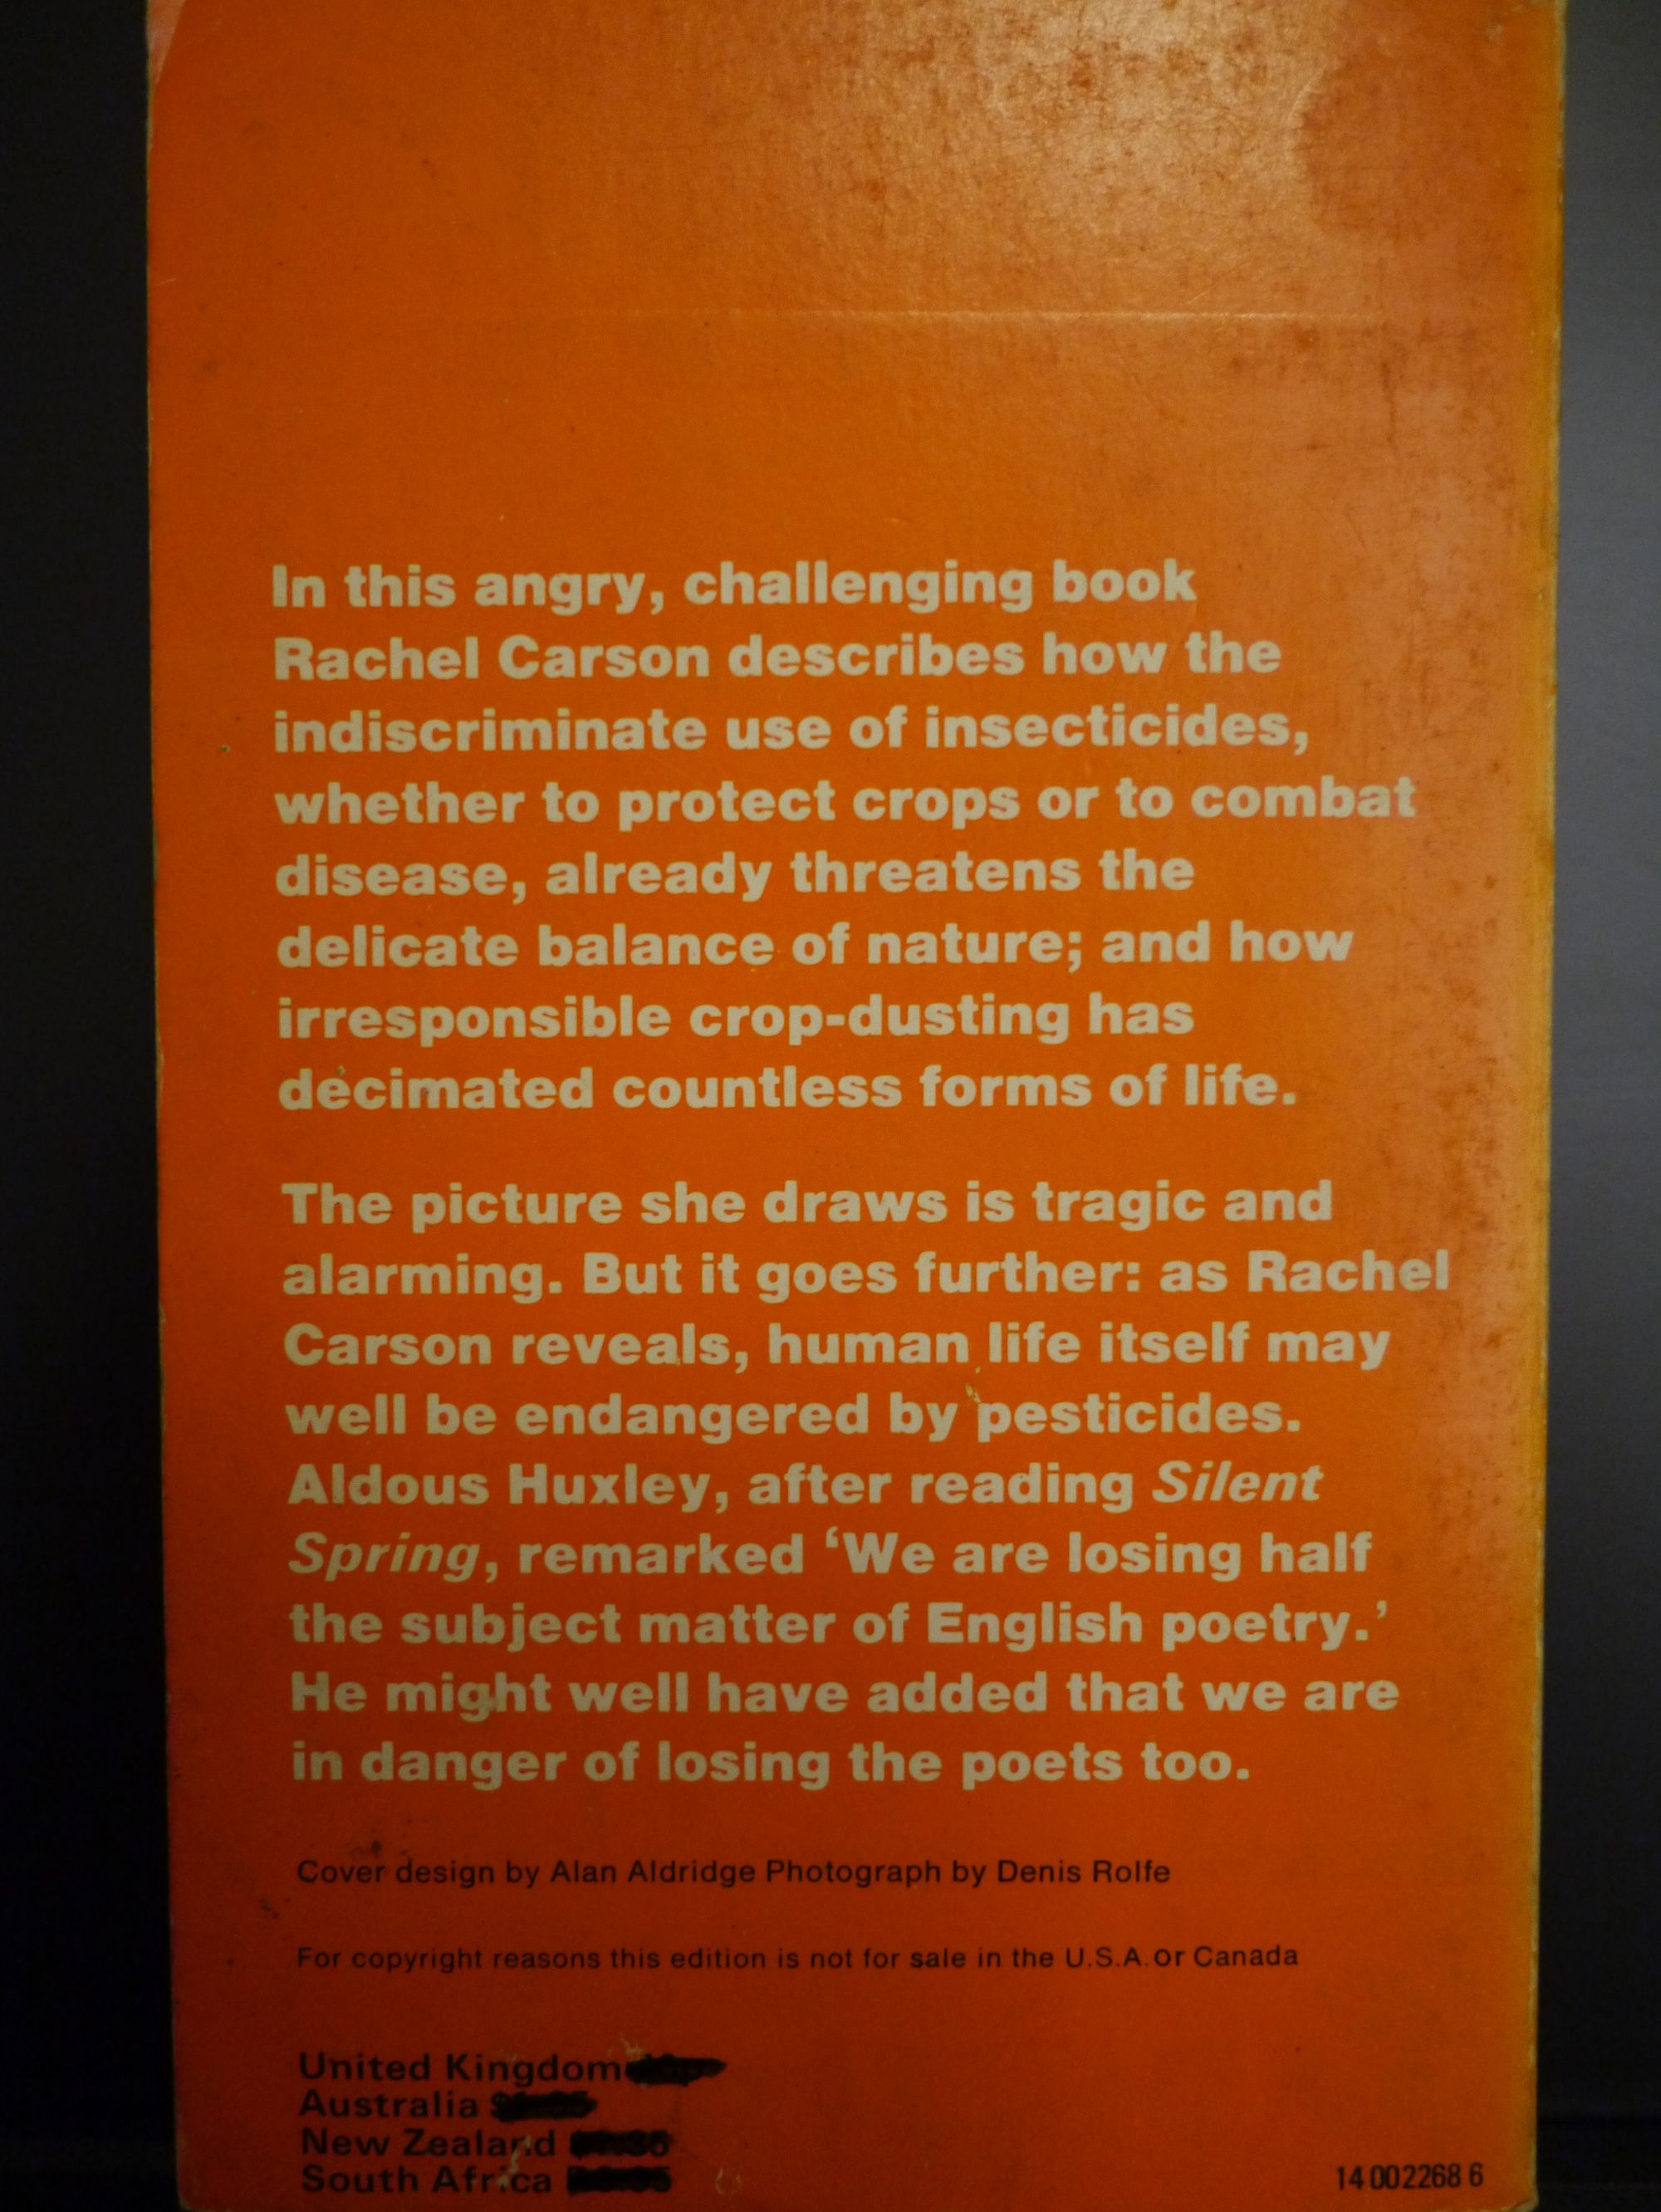 In this angry, challenging book
Rachel Carson describes how the
indiscriminate use of insecticides,
whether to protect crops or to combat
disease, already threatens the
delicate balance of nature; and how
irresponsible crop-dusting has
decimated countless forms of life.
The picture she draws is tragic and
alarming. But it goes further: as Rachel
Carson reveals, human life itself may
well be endangered by pesticides.
Aldous Huxley, after reading Silent
Spring, remarked ‘We are losing half
the subject matter of English poetry.’
He might well have added that we are
in danger of losing the poets too.
Cover design by Alan Aldridge Photograph by Denis Rolfe
For copyright reasons this edition is not for sale in the U.S.A. or Canada
United Kingdom
Australia
New Zealand
South Africa
14 00 2268 6